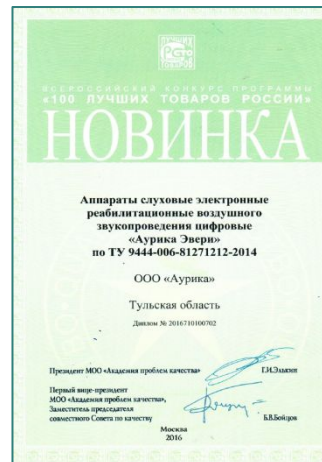 ВСЕРОССИЙСКИЙ КОНКУРС ПРОГРАММЫ
«100 ЛУЧШИХ ТОВАРОВ РОССИИ»
НОВИНКА
Аппараты слуховые электронные
реабилитационные воздушного
звукопроведения цифровые
«Аурика Эвери»
по ТУ 9444-006-81271212-2014
ООО «Аурика»
Тульская область
Диплом № 2016710100702
Президент МОО «Академия проблем качества»
Г.И.Элькин
Первый вице-президент
МОО «Академия проблем качества»,
Заместитель председателя
совместного Совета по качеству
Б.В.Бойцов
Москва
2016